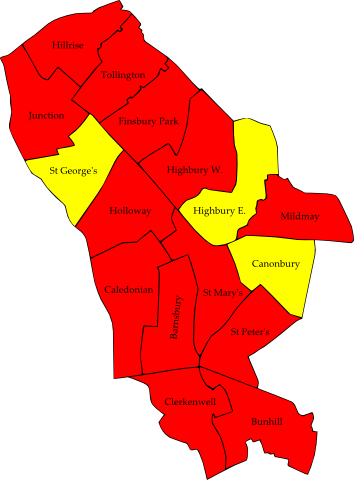 Hillrise
Tollington
Junction
Finsbury Park
St George's
Highbury W.
Holloway
Highbury E.
Mildmay
Canonbury
Caledonian
St Mary's
Barnsbury
St Peter's
Clerkenwell
Bunhill